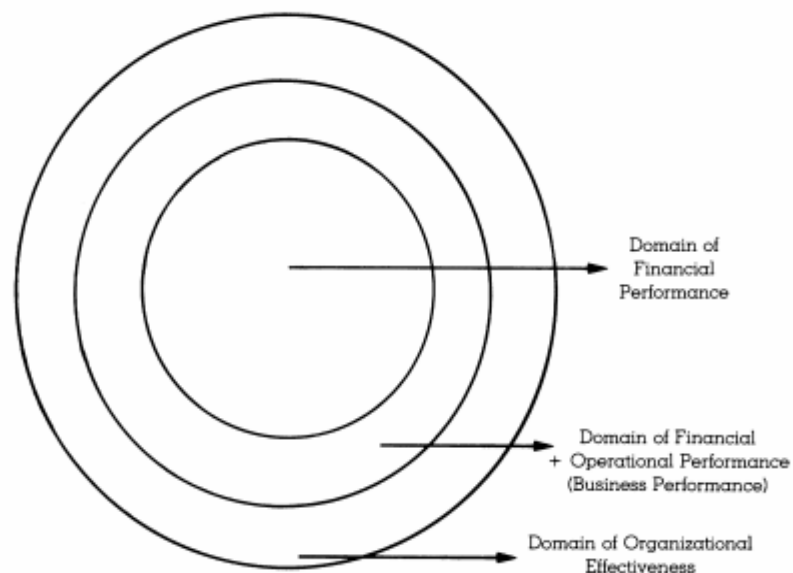 Domain of
Financial
Performance
Domain of Financial
+ Operational Performance
(Business Performance)
Domain of Organizational
Effectiveness